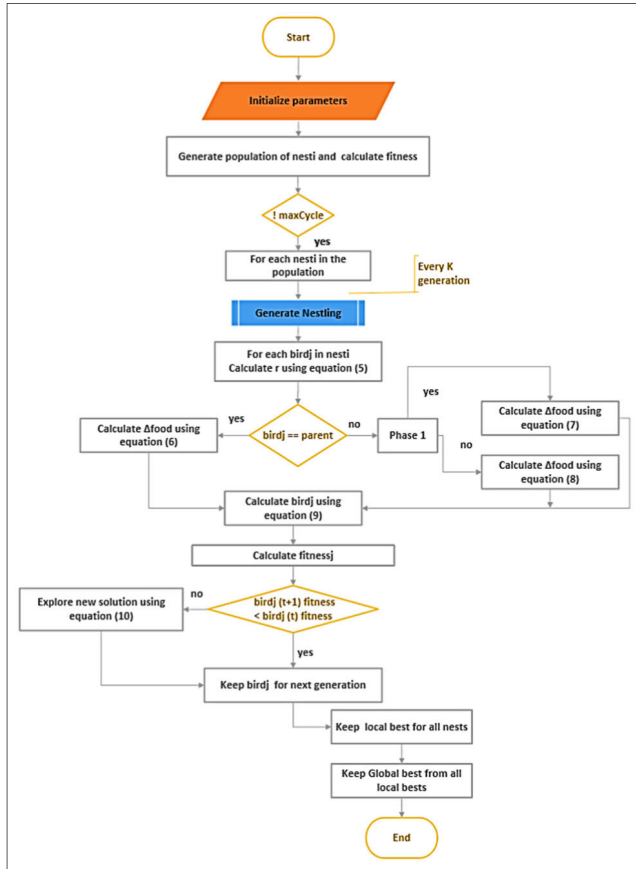 Start
Initialize parameters
Generate population of nesti and calculate fitness
! maxCycle
yes
For each nesti in the
population
Every K
generation
Generate Nestling
For each birdj in nesti
Calculate r using equation (5)
yes
Calculate Δfood using
equation (7)
Calculate Δfood using
equation (6)
yes
birdj == parent
no
Phase 1
no
Calculate Δfood using
equation (8)
Calculate birdj using
equation (9)
Calculate fitnessj
Explore new solution using
equation (10)
no
birdj (t+1) fitness
< birdj (t) fitness
yes
Keep birdj for next generation
Keep local best for all nests
Keep Global best from all
local bests
End